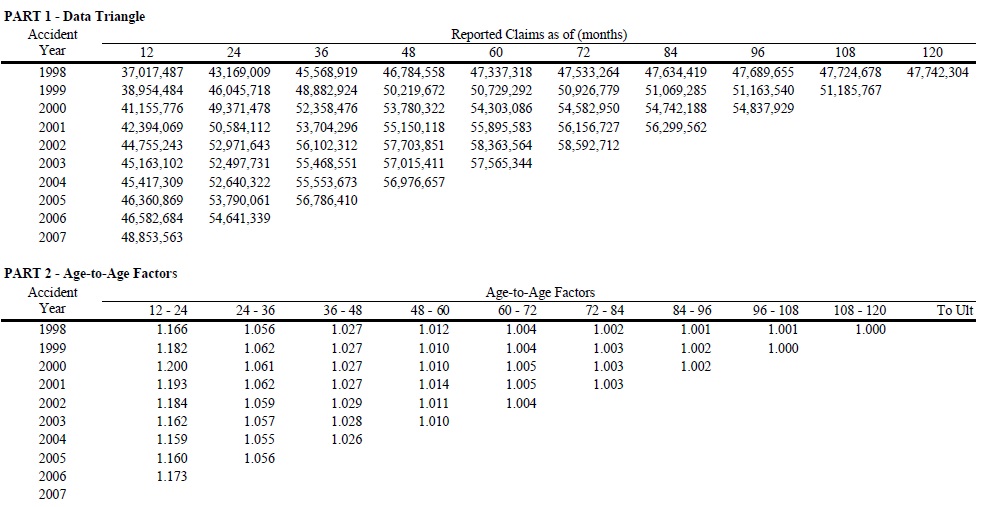 PART 1 - Data Triangle
Accident Reported Claims as of (months)
Year 12 24 36 48 60 72 84 96 108 120
1998 37,017,487 43,169,009 45,568,919 46,784,558 47,337,318 47,533,264 47,634,419 47,689,655 47,724,678 47,742,304
1999 38,954,484 46,045,718 48,882,924 50,219,672 50,729,292 50,926,779 51,069,285 51,163,540 51,185,767
2000 41,155,776 49,371,478 52,358,476 53,780,322 54,303,086 54,582,950 54,742,188 54,837,929
2001 42,394,069 50,584,112 53,704,296 55,150,118 55,895,583 56,156,727 56,299,562
2002 44,755,243 52,971,643 56,102,312 57,703,851 58,363,564 58,592,712
2003 45,163,102 52,497,731 55,468,551 57,015,411 57,565,344
2004 45,417,309 52,640,322 55,553,673 56,976,657
2005 46,360,869 53,790,061 56,786,410
2006 46,582,684 54,641,339
2007 48,853,563
PART 2 - Age-to-Age Factors
Accident Age-to-Age Factors
Year 12 - 24 24 - 36 36 - 48 48 - 60 60 - 72 72 - 84 84 - 96 96 - 108 108 - 120 To Ult
1998 1.166 1.056 1.027 1.012 1.004 1.002 1.001 1.001 1.000
1999 1.182 1.062 1.027 1.010 1.004 1.003 1.002 1.000
2000 1.200 1.061 1.027 1.010 1.005 1.003 1.002
2001 1.193 1.062 1.027 1.014 1.005 1.003
2002 1.184 1.059 1.029 1.011 1.004
2003 1.162 1.057 1.028 1.010
2004 1.159 1.055 1.026
2005 1.160 1.056
2006 1.173
2007